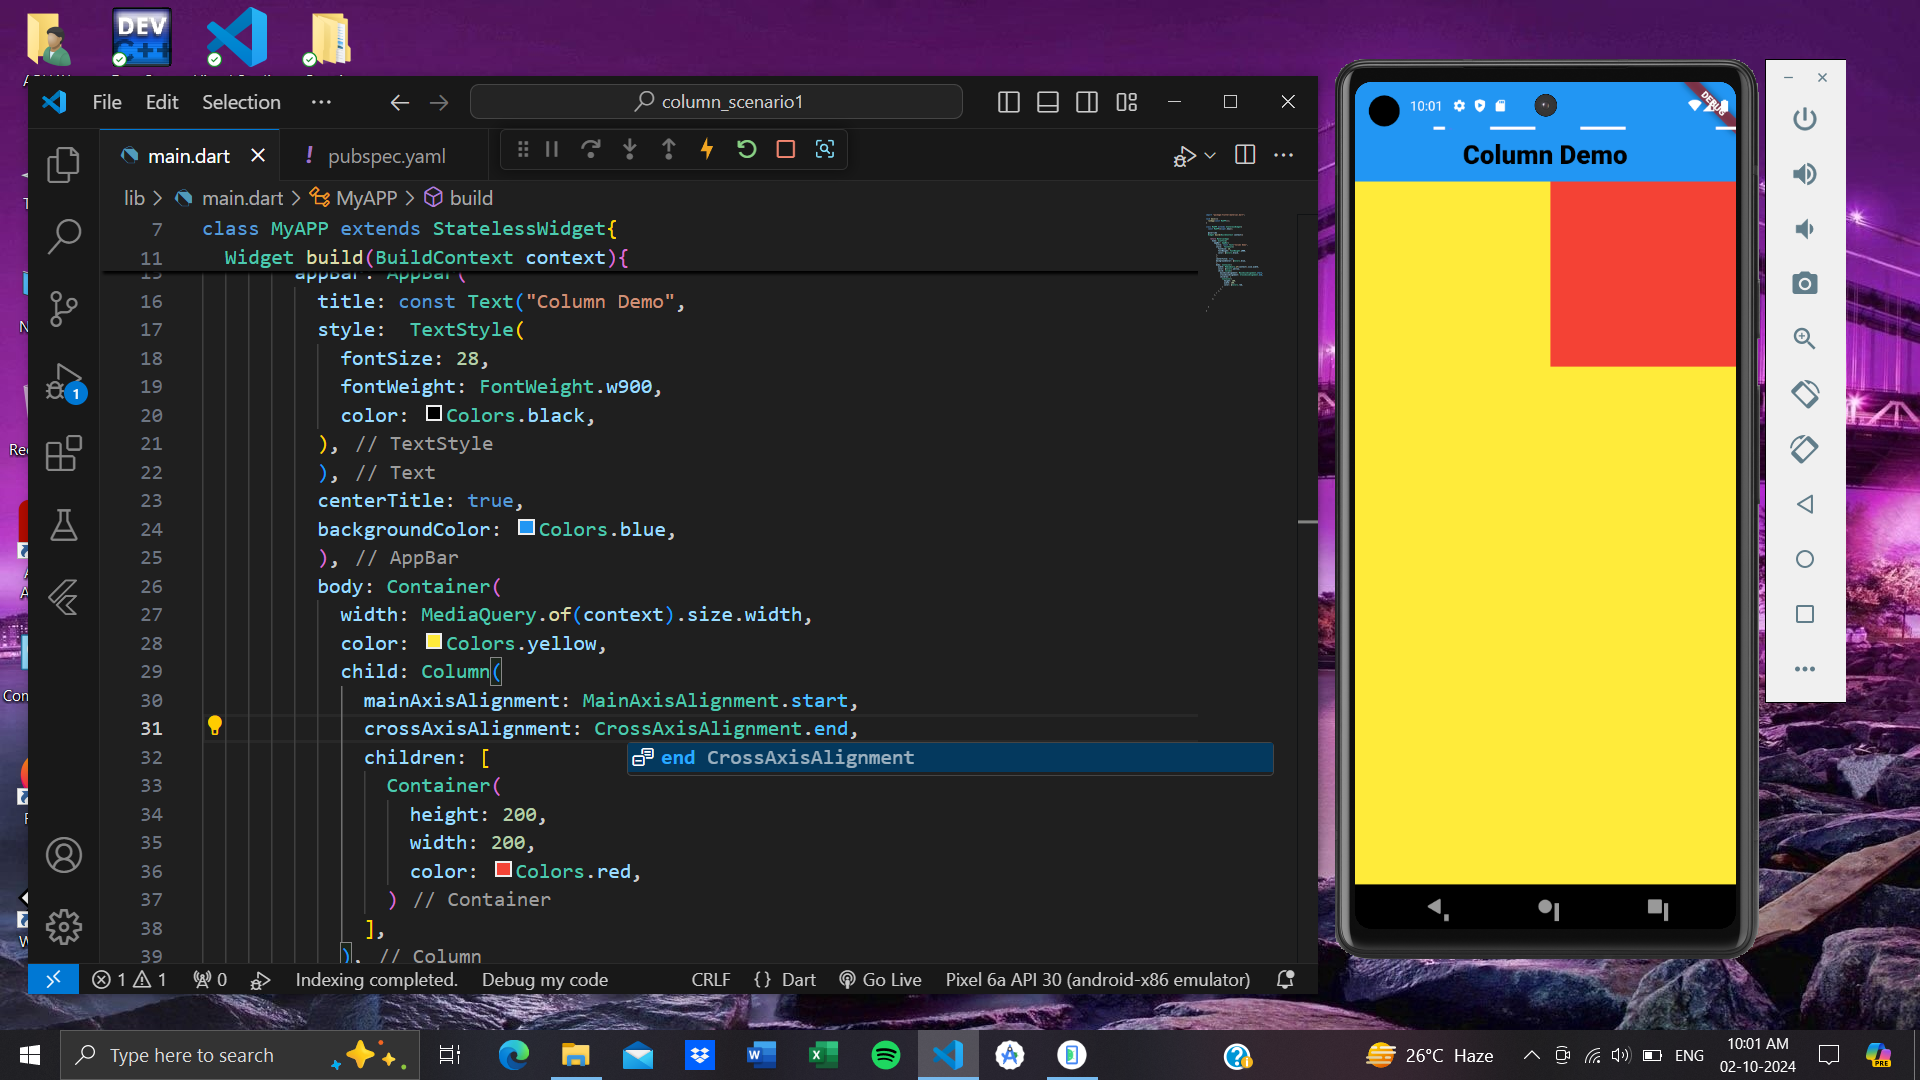 DEV
C++
File Edit Selection ··· column_scenario1
main.dart ! pubspec.yaml
lib > main.dart > MyAPP > build
7 class MyAPP extends StatelessWidget{
11 Widget build(BuildContext context){
15 appBar: AppBar(
16 title: const Text("Column Demo",
17 style: TextStyle(
18 fontSize: 28,
19 fontWeight: FontWeight.w900,
20 color: Colors.black,
21 ), // TextStyle
22 ), // Text
23 centerTitle: true,
24 backgroundColor: Colors.blue,
25 ), // AppBar
26 body: Container(
27 width: MediaQuery.of(context).size.width,
28 color: Colors.yellow,
29 child: Column(
30 mainAxisAlignment: MainAxisAlignment.start,
31 crossAxisAlignment: CrossAxisAlignment.end,
32 children: [
end CrossAxisAlignment
33 Container(
34 height: 200,
35 width: 200,
36 color: Colors.red,
37 ) // Container
38 ],
39 ), // Column
1
1 1 0 Indexing completed. Debug my code CRLF {} Dart Go Live Pixel 6a API 30 (android-x86 emulator)
10:01
DEBUG
Column Demo
Type here to search
26°C Haze
ENG
10:01 AM
02-10-2024
PRE